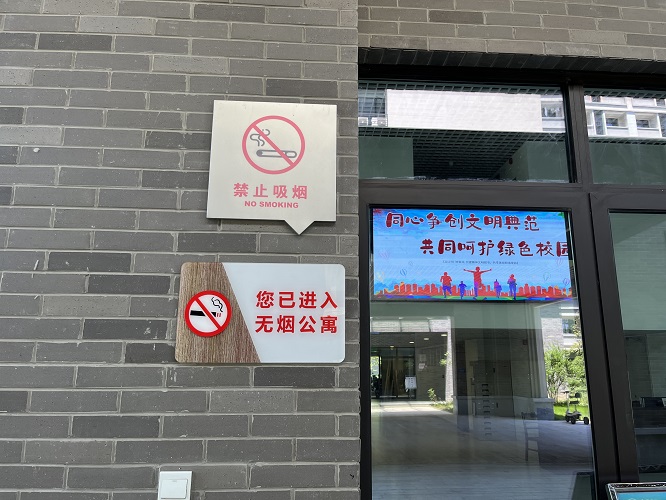 禁止吸烟
NO SMOKING
您已进入
无烟公寓
同心争创文明典范
共同呵护绿色校园